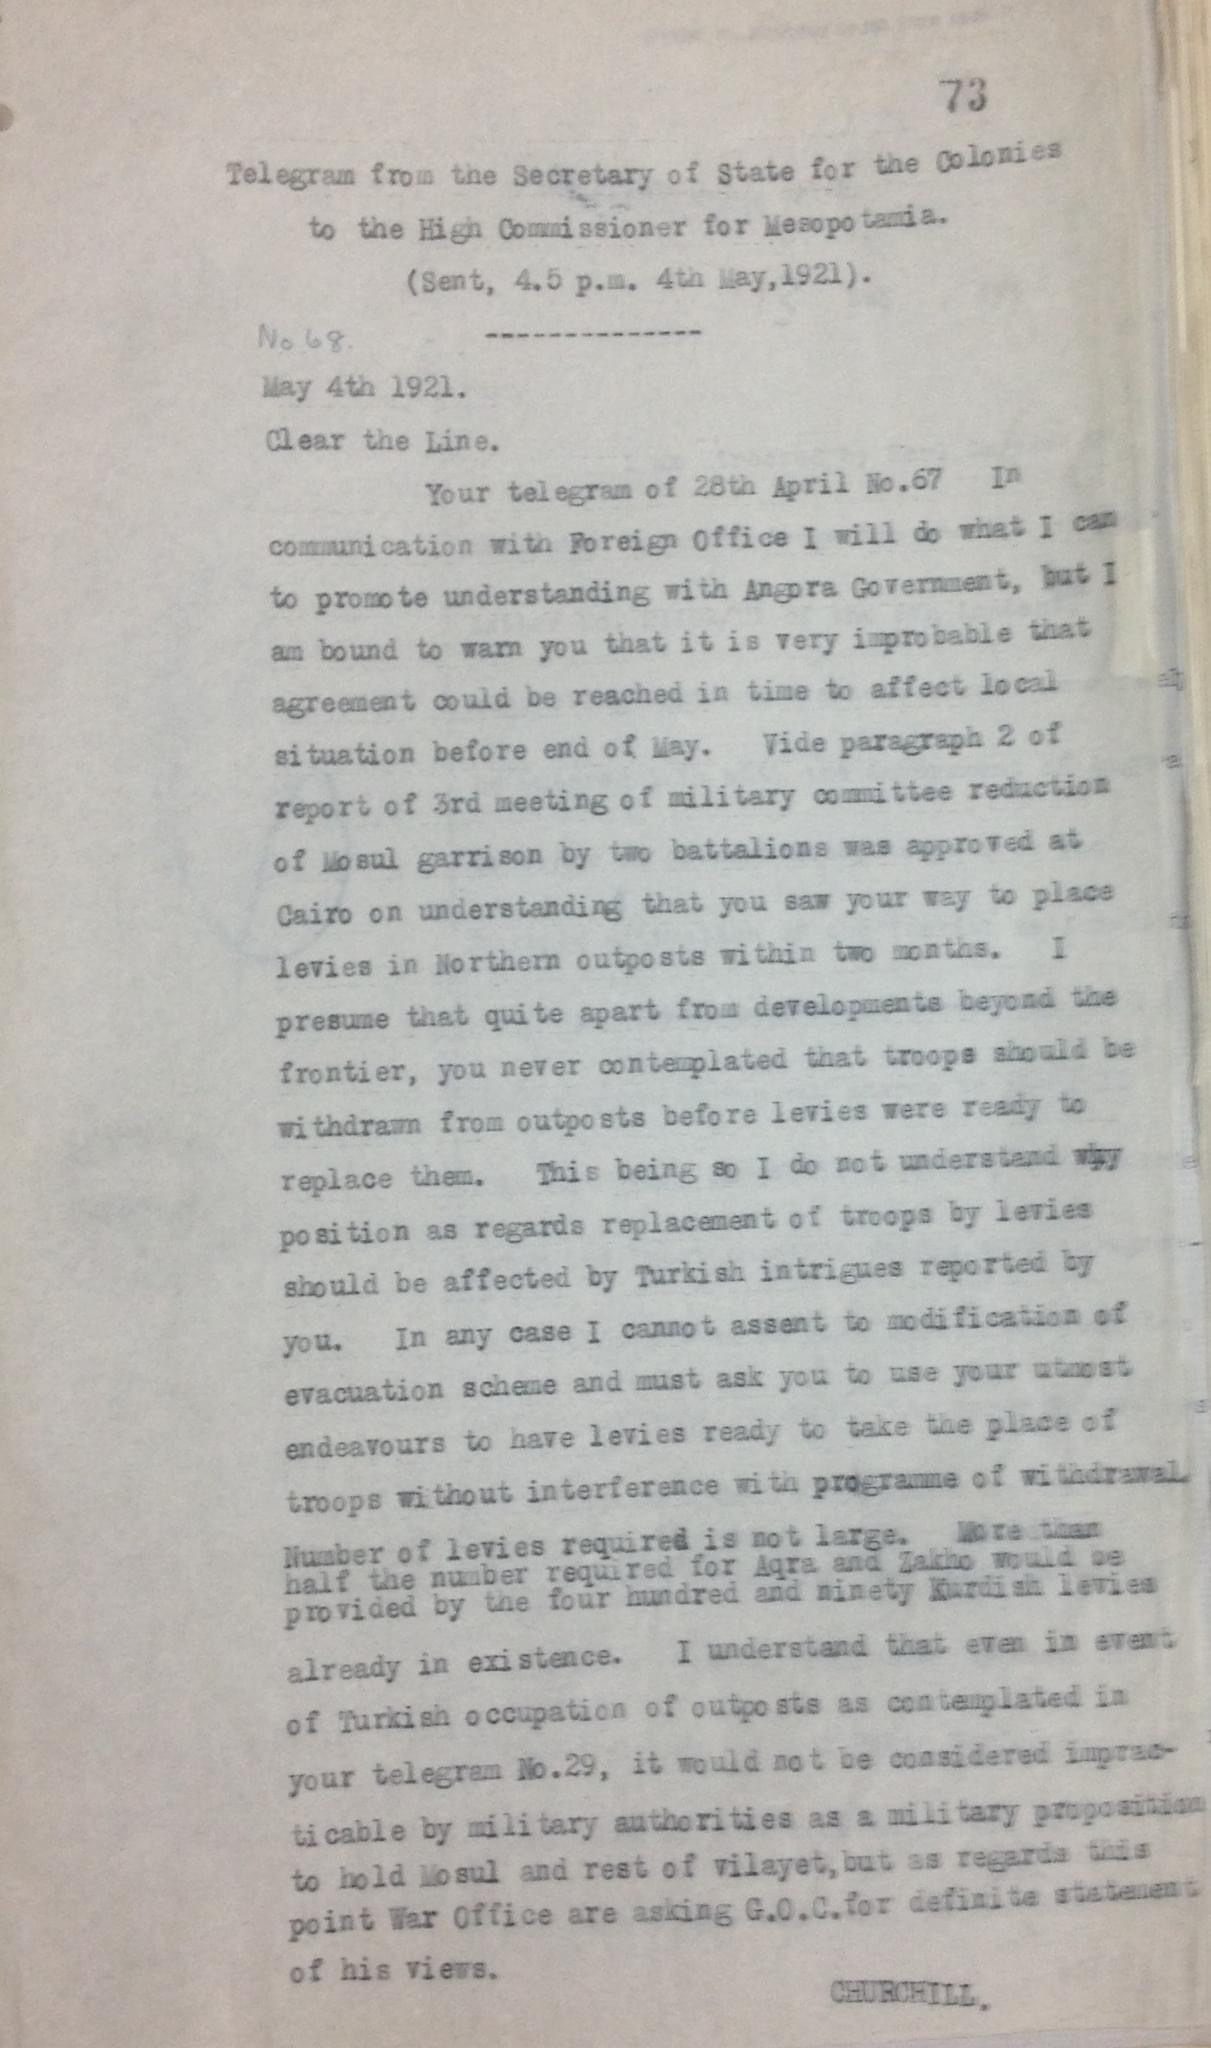 73
Telegram from the Secretary of State for the Colonies
to the High Commissioner for Mesopotamia.
(Sent, 4.5 p.m. 4th May,1921).
--------------
No 68.
May 4th 1921.
Clear the Line.
Your telegram of 28th April No.67 In
communication with Foreign Office I will do what I can
to promote understanding with Angora Government, but I
am bound to warn you that it is very improbable that
agreement could be reached in time to affect local
situation before end of May. Vide paragraph 2 of
report of 3rd meeting of military committee reduction
of Mosul garrison by two battalions was approved at
Cairo on understanding that you saw your way to place
levies in Northern outposts within two months. I
presume that quite apart from developments beyond the
frontier, you never contemplated that troops should be
withdrawn from outposts before levies were ready to
replace them. This being so I do not understand why
position as regards replacement of troops by levies
should be affected by Turkish intrigues reported by
you. In any case I cannot assent to modification of
evacuation scheme and must ask you to use your utmost
endeavours to have levies ready to take the place of
troops without interference with programme of withdrawal.
Number of levies required is not large. More than
half the number required for Aqra and Zakho would be
provided by the four hundred and ninety Kurdish levies
already in existence. I understand that even in event
of Turkish occupation of outposts as contemplated in
your telegram No.29, it would not be considered imprac-
ticable by military authorities as a military proposition
to hold Mosul and rest of vilayet,but as regards this
point War Office are asking G.O.C.for definite statement
of his views.
CHURCHILL.